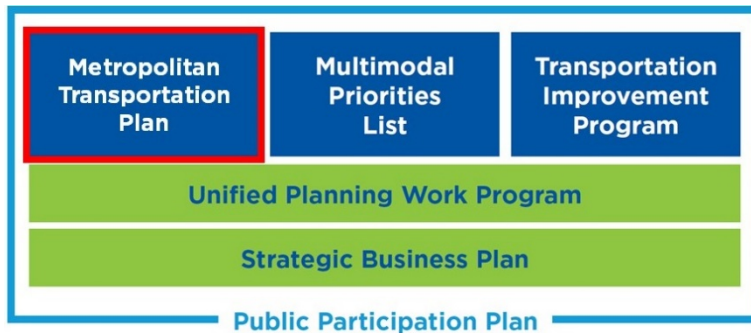 Metropolitan
Transportation
Plan
Multimodal
Priorities
List
Transportation
Improvement
Program
Unified Planning Work Program
Strategic Business Plan
Public Participation Plan